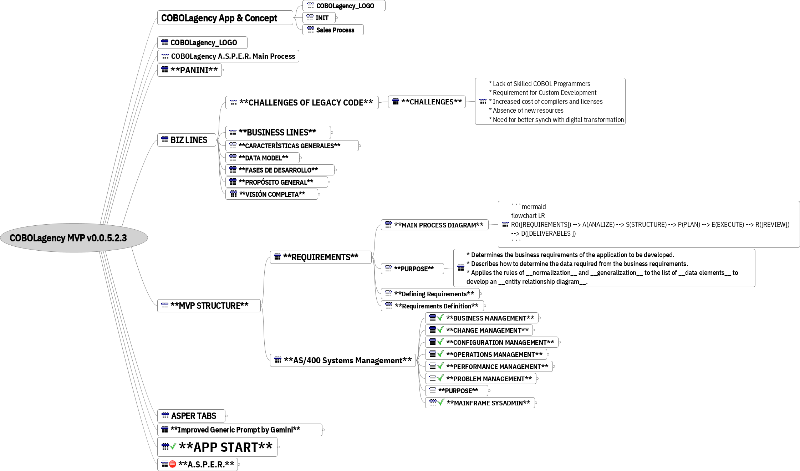 COBOLagency MVP v0.0.5.2.3
COBOLagency App & Concept
COBOLagency_LOGO
INIT
Sales Process
COBOLagency_LOGO
COBOLagency A.S.P.E.R. Main Process
**PANINI**
BIZ LINES
**CHALLENGES OF LEGACY CODE**
**CHALLENGES**
* Lack of Skilled COBOL Programmers
* Requirement for Custom Development
* Increased cost of compilers and licenses
* Absence of new resources
* Need for better synch with digital transformation
**BUSINESS LINES**
**CARACTERÍSTICAS GENERALES**
**DATA MODEL**
**FASES DE DESARROLLO**
**PROPÓSITO GENERAL**
**VISIÓN COMPLETA**
**MVP STRUCTURE**
**REQUIREMENTS**
**MAIN PROCESS DIAGRAM**
```mermaid
flowchart LR
R0([REQUIREMENTS]) --> A(ANALIZE) --> S(STRUCTURE) --> P(PLAN) --> E(EXECUTE) --> R([REVIEW])
--> D([DELIVERABLES])
```
**PURPOSE**
* Determines the business requirements of the application to be developed.
* Describes how to determine the data required from the business requirements.
* Applies the rules of __normalization__ and __generalization__ to the list of __data elements__ to
develop an __entity relationship diagram__.
**Defining Requirements**
**Requirements Definition**
**AS/400 Systems Management**
**BUSINESS MANAGEMENT**
**CHANGE MANAGEMENT**
**CONFIGURATION MANAGEMENT**
**OPERATIONS MANAGEMENT**
**PERFORMANCE MANAGEMENT**
**PROBLEM MANAGEMENT**
**PURPOSE**
**MAINFRAME SYSADMIN**
ASPER TABS
**Improved Generic Prompt by Gemini**
**APP START**
**A.S.P.E.R.**